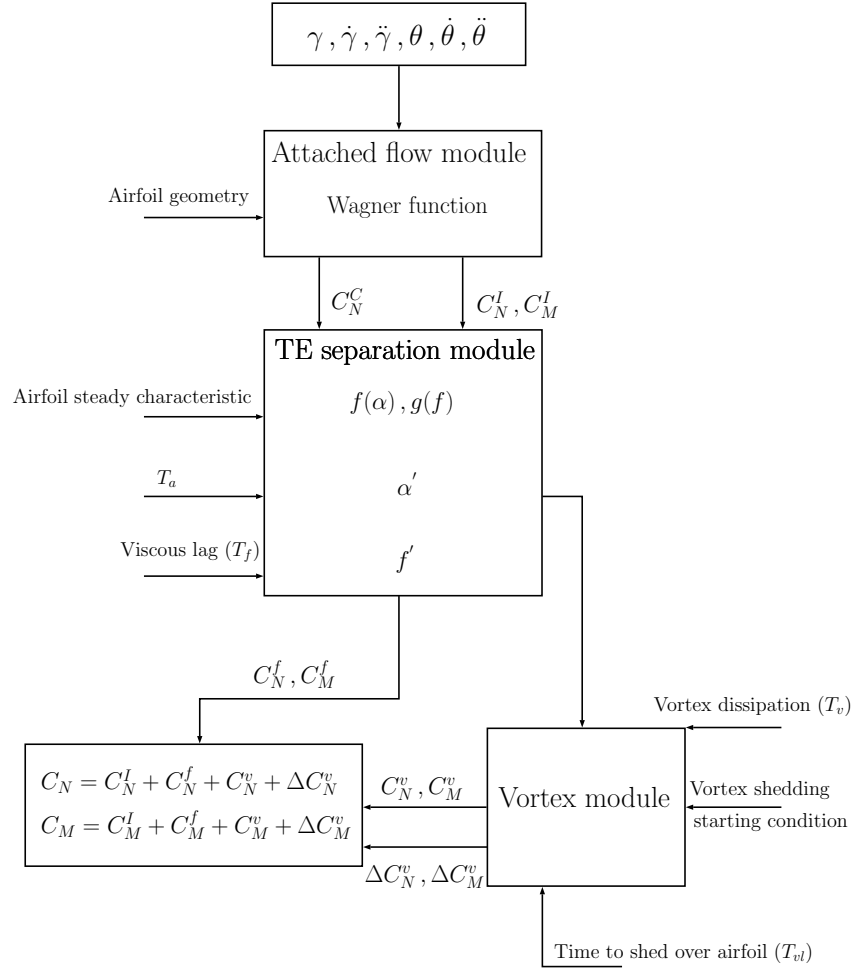 γ , γ̇ , γ̈ , θ , θ̇ , θ̈
Attached flow module
Airfoil geometry
Wagner function
C_N^C
C_N^I , C_M^I
TE separation module
Airfoil steady characteristic
f(α) , g(f)
T_a
α′
Viscous lag (T_f)
f′
C_N^f , C_M^f
Vortex dissipation (T_v)
C_N = C_N^I + C_N^f + C_N^v + ΔC_N^v
C_M = C_M^I + C_M^f + C_M^v + ΔC_M^v
C_N^v , C_M^v
Vortex module
Vortex shedding
starting condition
ΔC_N^v , ΔC_M^v
Time to shed over airfoil (T_{vl})